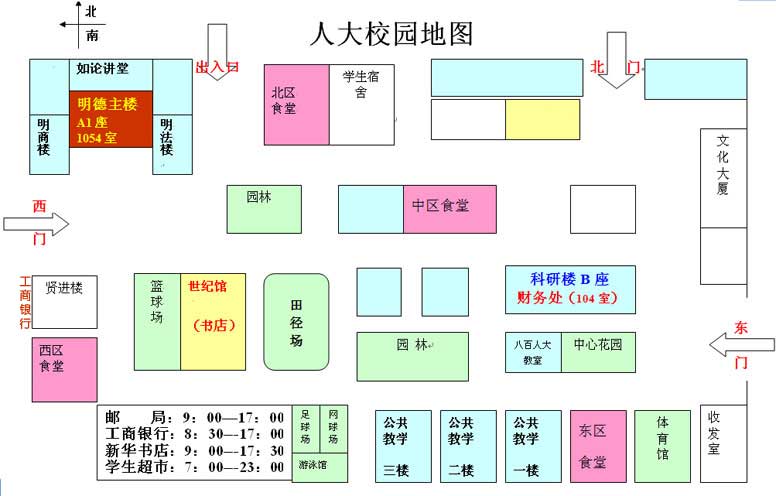 北
南
人大校园地图
出入口
北 门
如论讲堂
明德主楼
A1座
1054室
明商楼
明法楼
北区
食堂
学生宿
舍
文化大厦
西
门
园林
中区食堂
工商银行
贤进楼
篮球场
世纪馆
（书店）
田径场
科研楼 B 座
财务处（104 室）
西区
食堂
园 林
八百人大
教室
中心花园
东
门
邮 局：9：00—17：00
工商银行：8：30—17：00
新华书店：9：00—17：30
学生超市：7：00—23：00
足球场
网球场
游泳馆
公共
教学
三楼
公共
教学
二楼
公共
教学
一楼
东区
食堂
体育馆
收发室